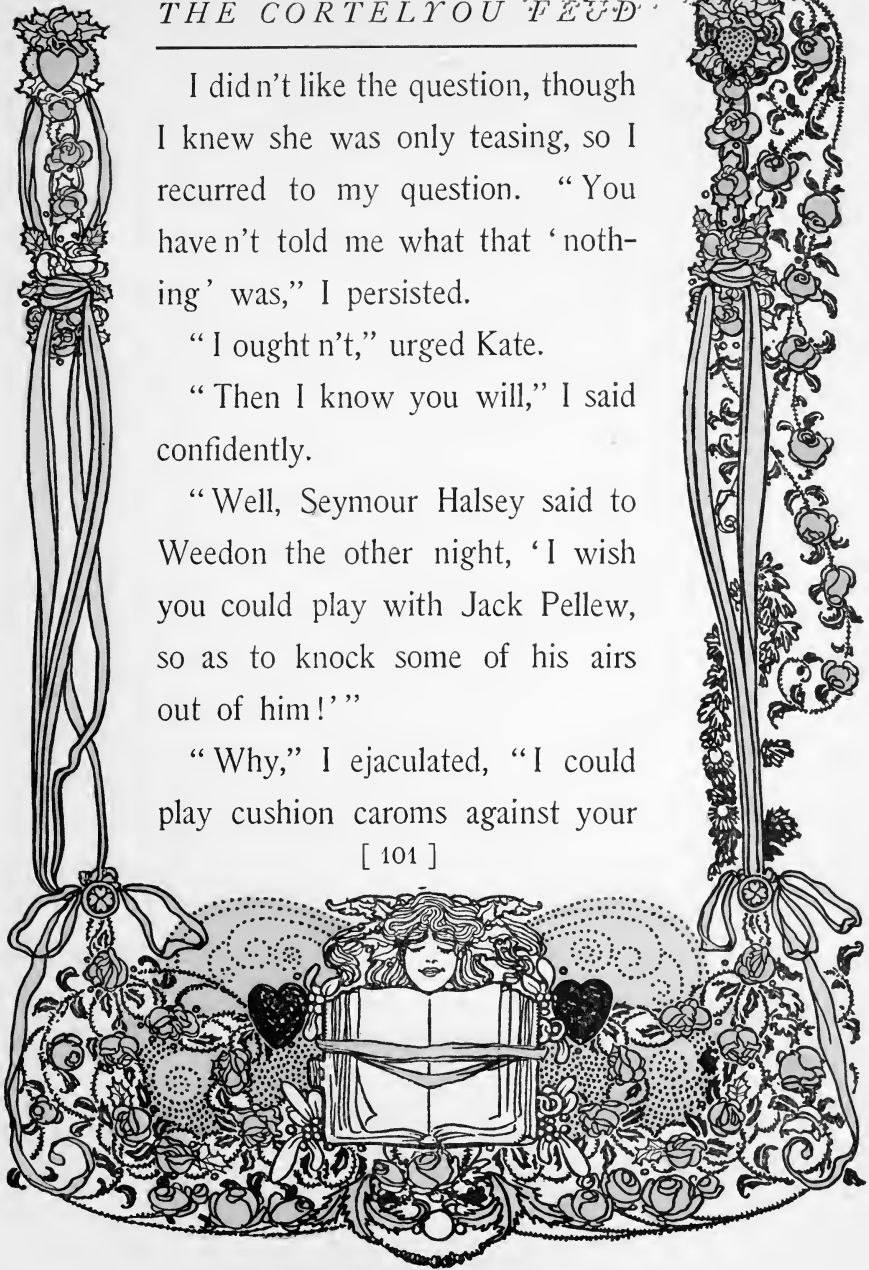 THE CORTELYOU FEUD
I did n't like the question, though
I knew she was only teasing, so I
recurred to my question. “ You
have n't told me what that ‘noth-
ing’ was,” I persisted.
“ I ought n't,” urged Kate.
“ Then I know you will,” I said
confidently.
“ Well, Seymour Halsey said to
Weedon the other night, ‘I wish
you could play with Jack Pellew,
so as to knock some of his airs
out of him!’”
“ Why,” I ejaculated, “I could
play cushion caroms against your
[ 101 ]